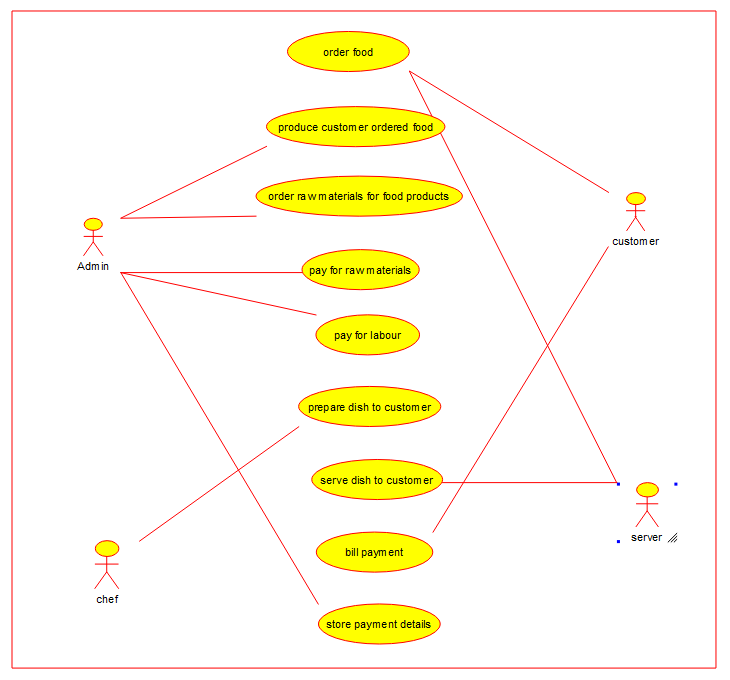 order food
produce customer ordered food
order raw materials for food products
customer
Admin
pay for raw materials
pay for labour
prepare dish to customer
serve dish to customer
server
bill payment
chef
store payment details